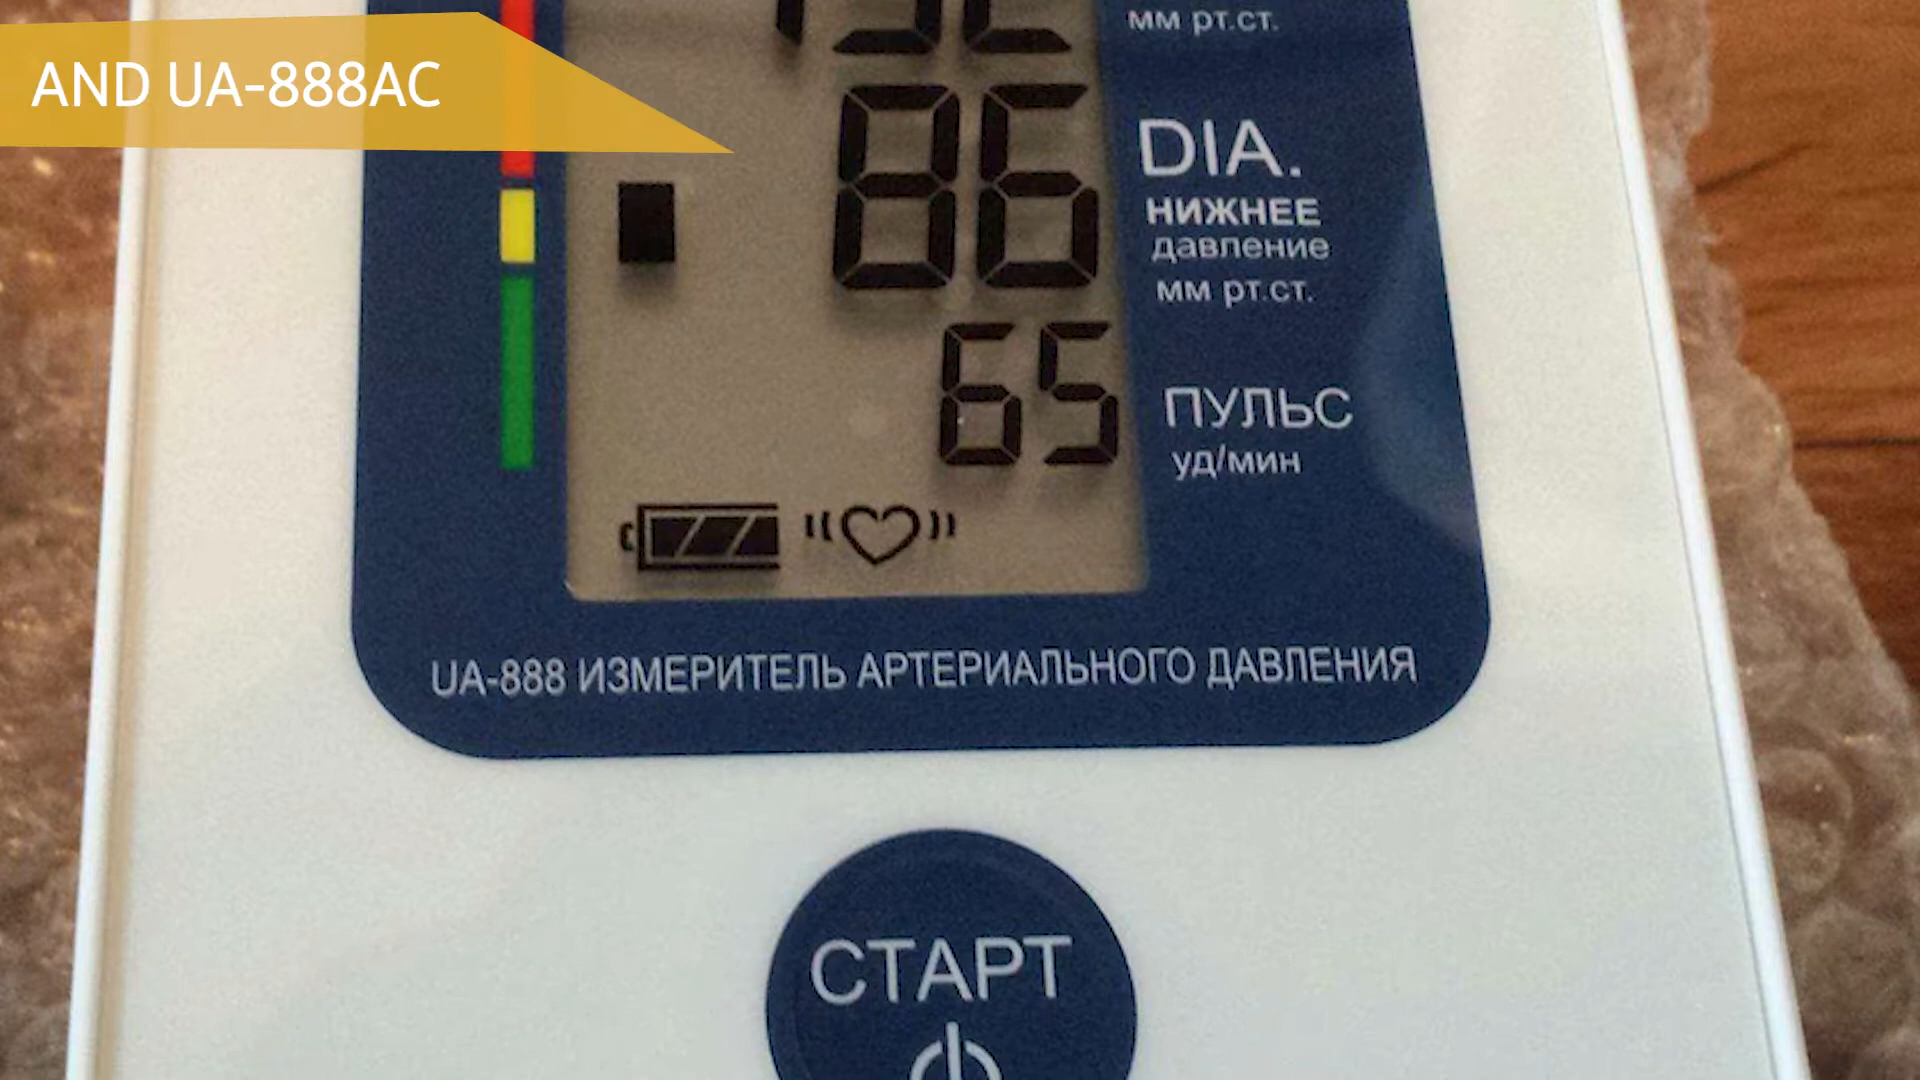 AND UA-888AC
мм рт.ст.
86
DIA.
НИЖНЕЕ
давление
мм рт.ст.
65
ПУЛЬС
уд/мин
UA-888 ИЗМЕРИТЕЛЬ АРТЕРИАЛЬНОГО ДАВЛЕНИЯ
СТАРТ